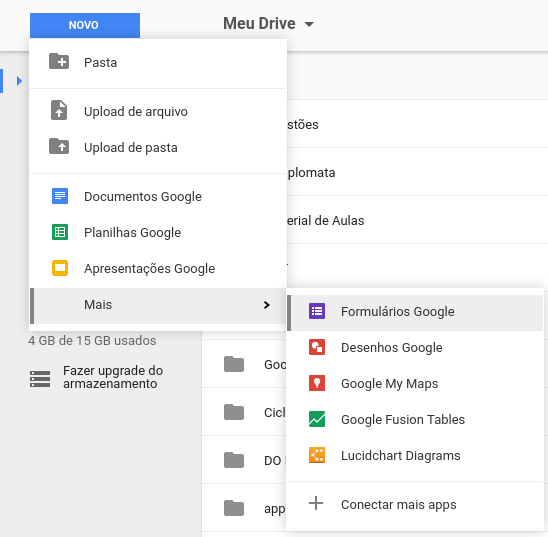 NOVO
Meu Drive
Pasta
Upload de arquivo
Upload de pasta
Documentos Google
Planilhas Google
Apresentações Google
Mais
stões
plomata
erial de Aulas
Formulários Google
Desenhos Google
Google My Maps
Google Fusion Tables
Lucidchart Diagrams
Conectar mais apps
4 GB de 15 GB usados
Fazer upgrade do
armazenamento
Goo
Cicl
DO
app